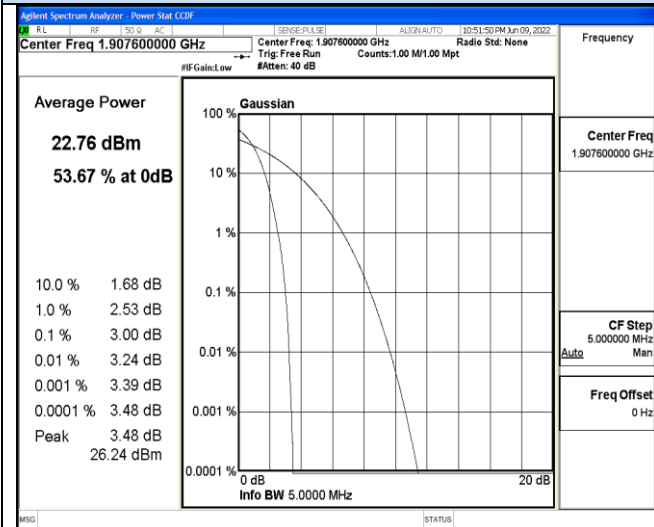 Agilent Spectrum Analyzer - Power Stat CCDF
RL RF 50 Ω AC SENSE:PULSE ALIGN AUTO 10:51:50 PM Jun 09, 2022
Center Freq 1.907600000 GHz
Center Freq: 1.907600000 GHz Radio Std: None
Trig: Free Run Counts:1.00 M/1.00 Mpt
#IFGain:Low #Atten: 40 dB
Frequency
Average Power
22.76 dBm
53.67 % at 0dB
10.0 % 1.68 dB
1.0 % 2.53 dB
0.1 % 3.00 dB
0.01 % 3.24 dB
0.001 % 3.39 dB
0.0001 % 3.48 dB
Peak 3.48 dB
26.24 dBm
Gaussian
100 %
10 %
1 %
0.1 %
0.01 %
0.001 %
0.0001 %
0 dB 20 dB
Info BW 5.0000 MHz
Center Freq
1.907600000 GHz
CF Step
5.000000 MHz
Auto Man
Freq Offset
0 Hz
MSG STATUS